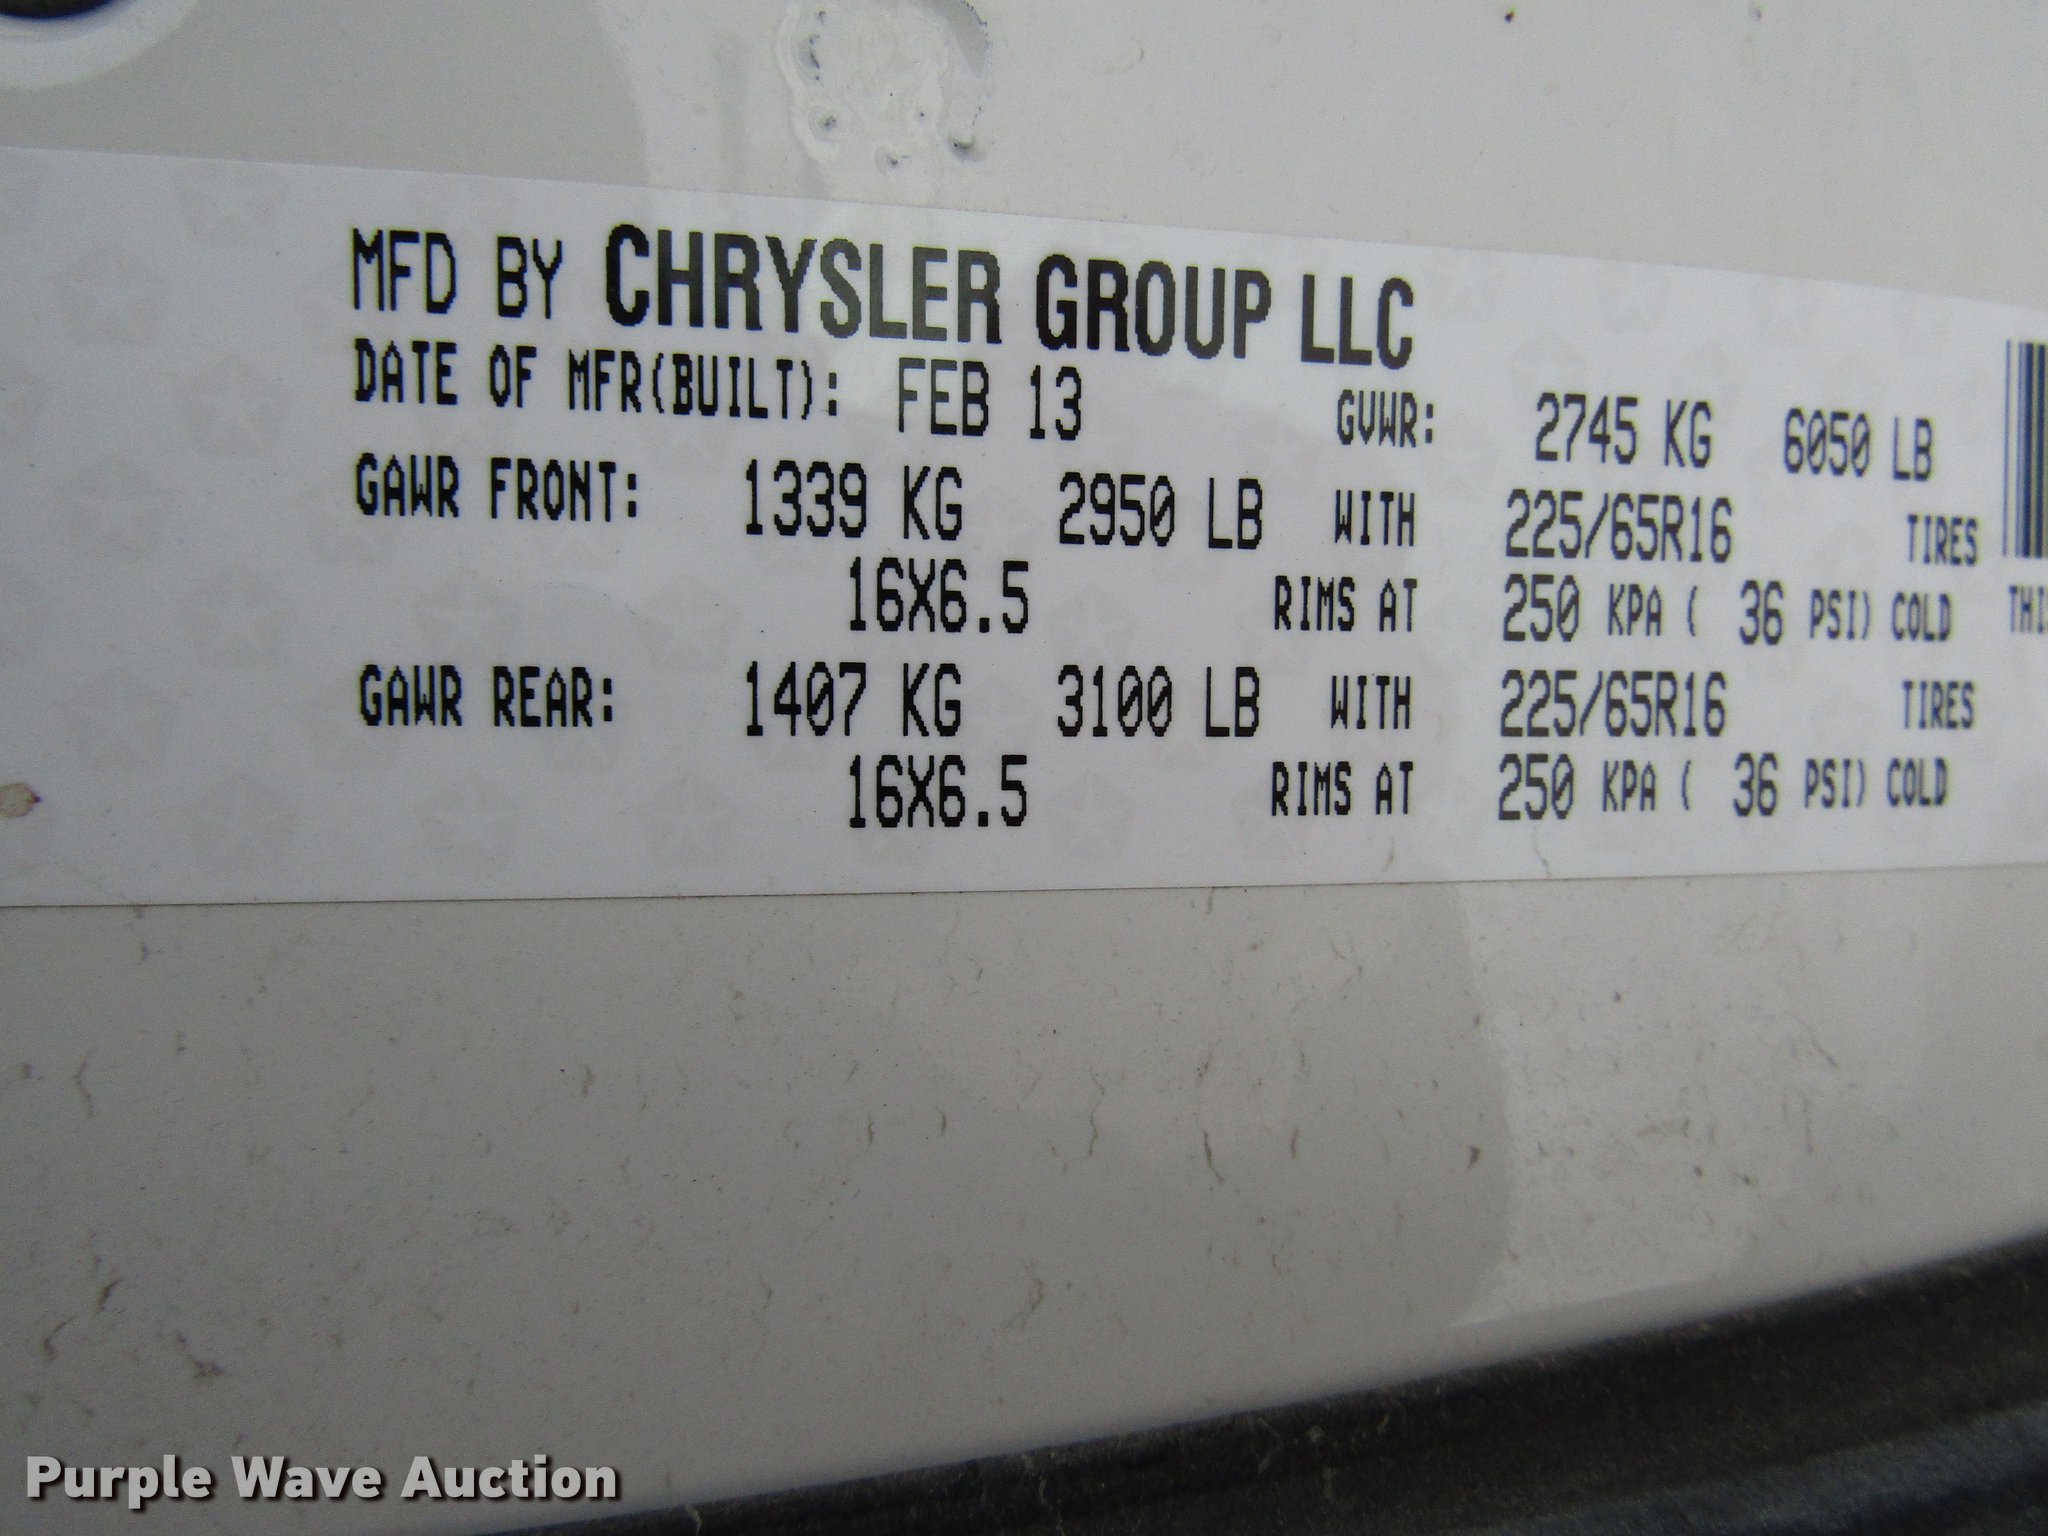 MFD BY CHRYSLER GROUP LLC
DATE OF MFR(BUILT): FEB 13 GVWR: 2745 KG 6050 LB
GAWR FRONT: 1339 KG 2950 LB WITH 225/65R16 TIRES
16X6.5 RIMS AT 250 KPA ( 36 PSI) COLD
GAWR REAR: 1407 KG 3100 LB WITH 225/65R16 TIRES
16X6.5 RIMS AT 250 KPA ( 36 PSI) COLD
Purple Wave Auction